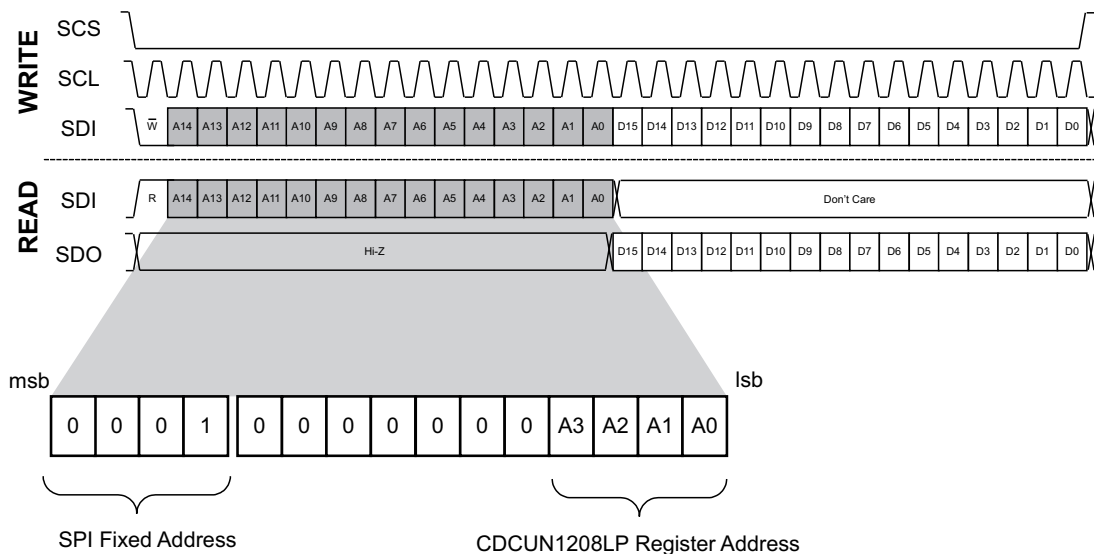 WRITE
SCS
SCL
SDI W̅ A14 A13 A12 A11 A10 A9 A8 A7 A6 A5 A4 A3 A2 A1 A0 D15 D14 D13 D12 D11 D10 D9 D8 D7 D6 D5 D4 D3 D2 D1 D0
READ
SDI R A14 A13 A12 A11 A10 A9 A8 A7 A6 A5 A4 A3 A2 A1 A0 Don't Care
SDO Hi-Z D15 D14 D13 D12 D11 D10 D9 D8 D7 D6 D5 D4 D3 D2 D1 D0
msb lsb
0 0 0 1 0 0 0 0 0 0 0 A3 A2 A1 A0
SPI Fixed Address CDCUN1208LP Register Address